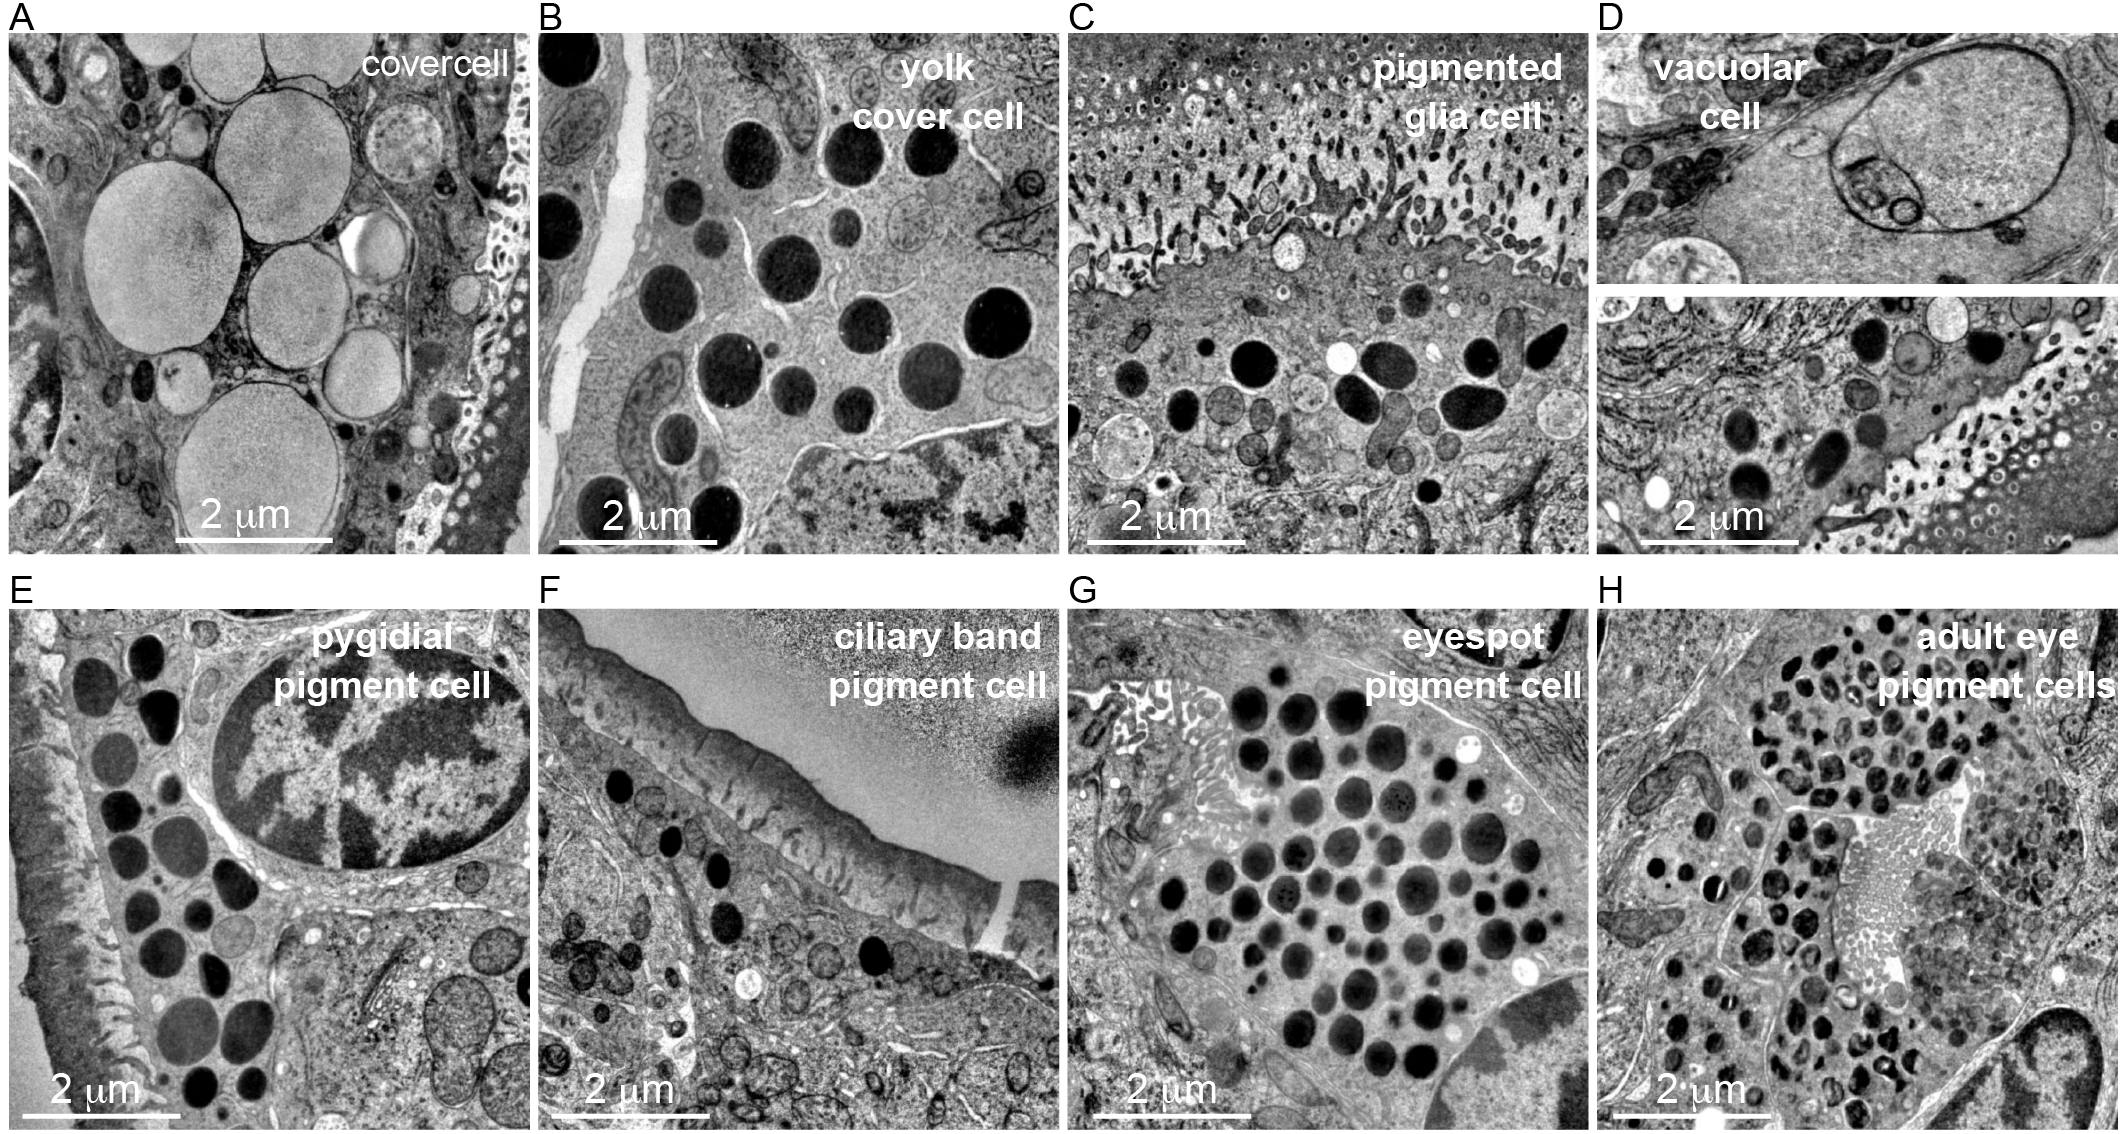 A
B
C
D
covercell
yolk
cover cell
pigmented
glia cell
vacuolar
cell
2 μm
2 μm
2 μm
2 μm
E
F
G
H
pygidial
pigment cell
ciliary band
pigment cell
eyespot
pigment cell
adult eye
pigment cells
2 μm
2 μm
2 μm
2 μm